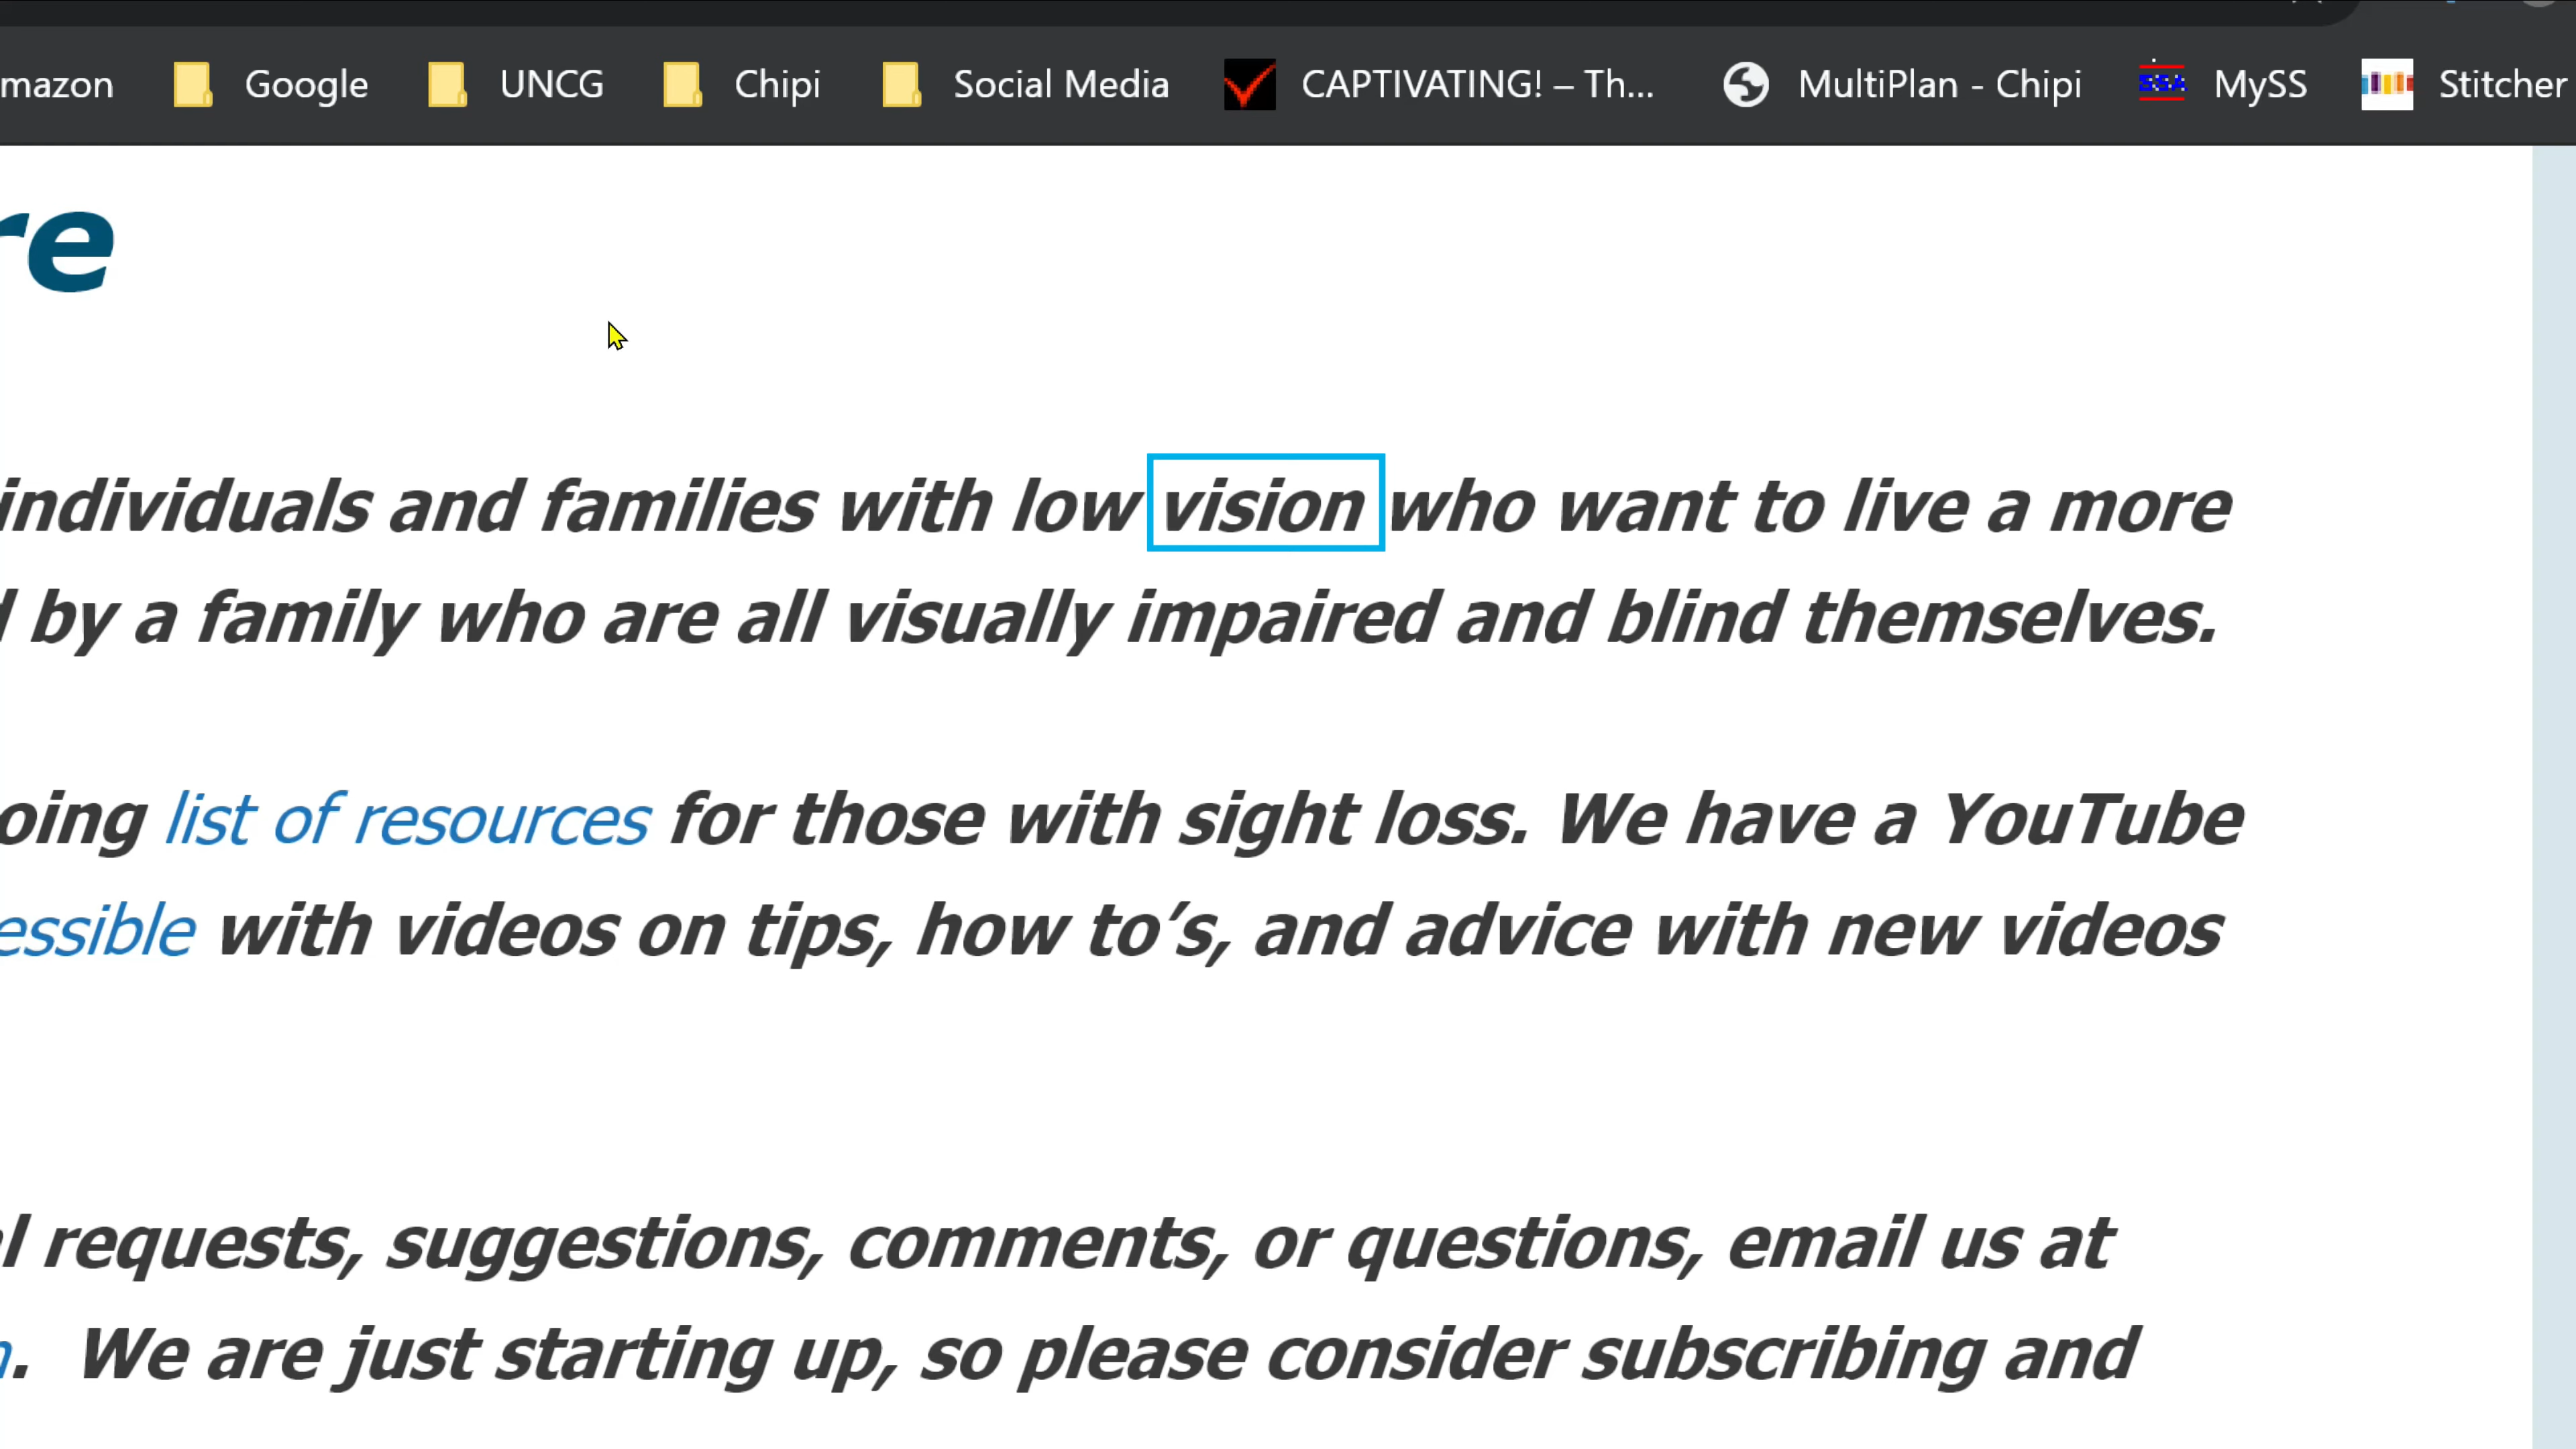 mazon Google UNCG Chipi Social Media CAPTIVATING! – Th... MultiPlan - Chipi MySS Stitcher
re
individuals and families with low vision who want to live a more
by a family who are all visually impaired and blind themselves.
oing list of resources for those with sight loss. We have a YouTube
essible with videos on tips, how to’s, and advice with new videos
l requests, suggestions, comments, or questions, email us at
. We are just starting up, so please consider subscribing and